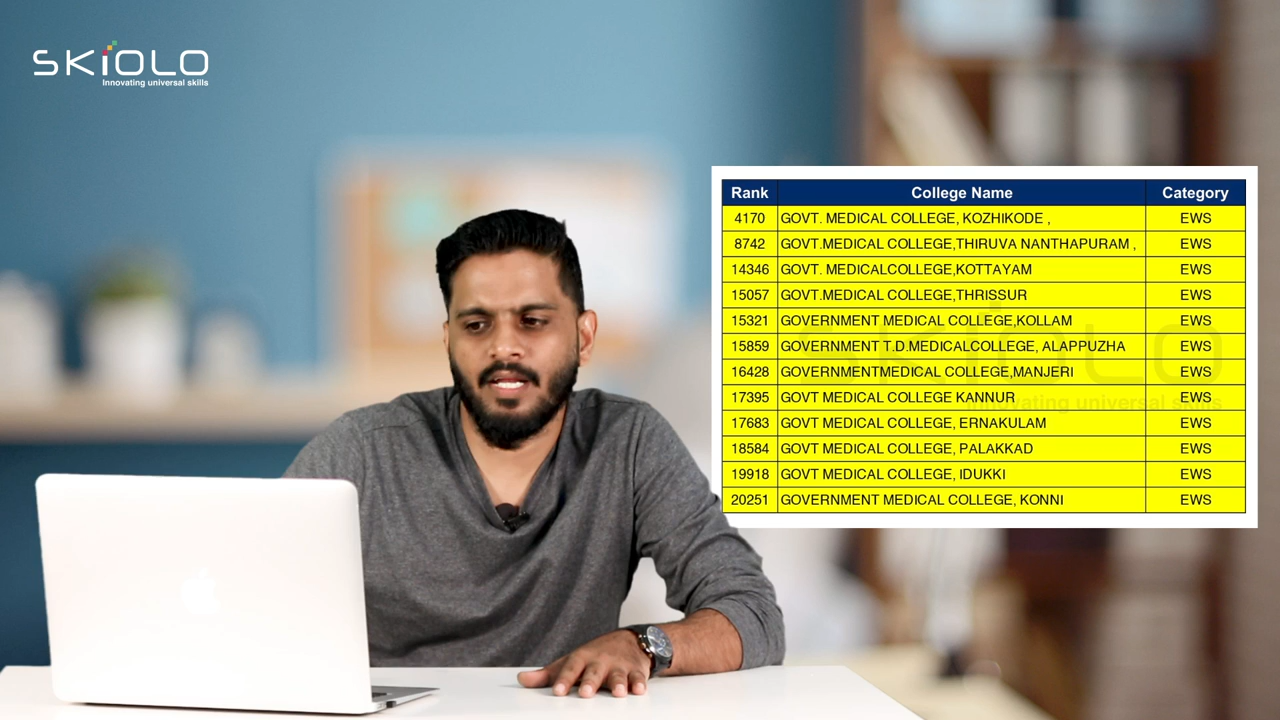 SKiOLO
Innovating universal skills
Rank College Name Category
4170 GOVT. MEDICAL COLLEGE, KOZHIKODE , EWS
8742 GOVT.MEDICAL COLLEGE,THIRUVA NANTHAPURAM , EWS
14346 GOVT. MEDICALCOLLEGE,KOTTAYAM EWS
15057 GOVT.MEDICAL COLLEGE,THRISSUR EWS
15321 GOVERNMENT MEDICAL COLLEGE,KOLLAM EWS
15859 GOVERNMENT T.D.MEDICALCOLLEGE, ALAPPUZHA EWS
16428 GOVERNMENTMEDICAL COLLEGE,MANJERI EWS
17395 GOVT MEDICAL COLLEGE KANNUR EWS
17683 GOVT MEDICAL COLLEGE, ERNAKULAM EWS
18584 GOVT MEDICAL COLLEGE, PALAKKAD EWS
19918 GOVT MEDICAL COLLEGE, IDUKKI EWS
20251 GOVERNMENT MEDICAL COLLEGE, KONNI EWS
SKiOLO
Innovating universal skills